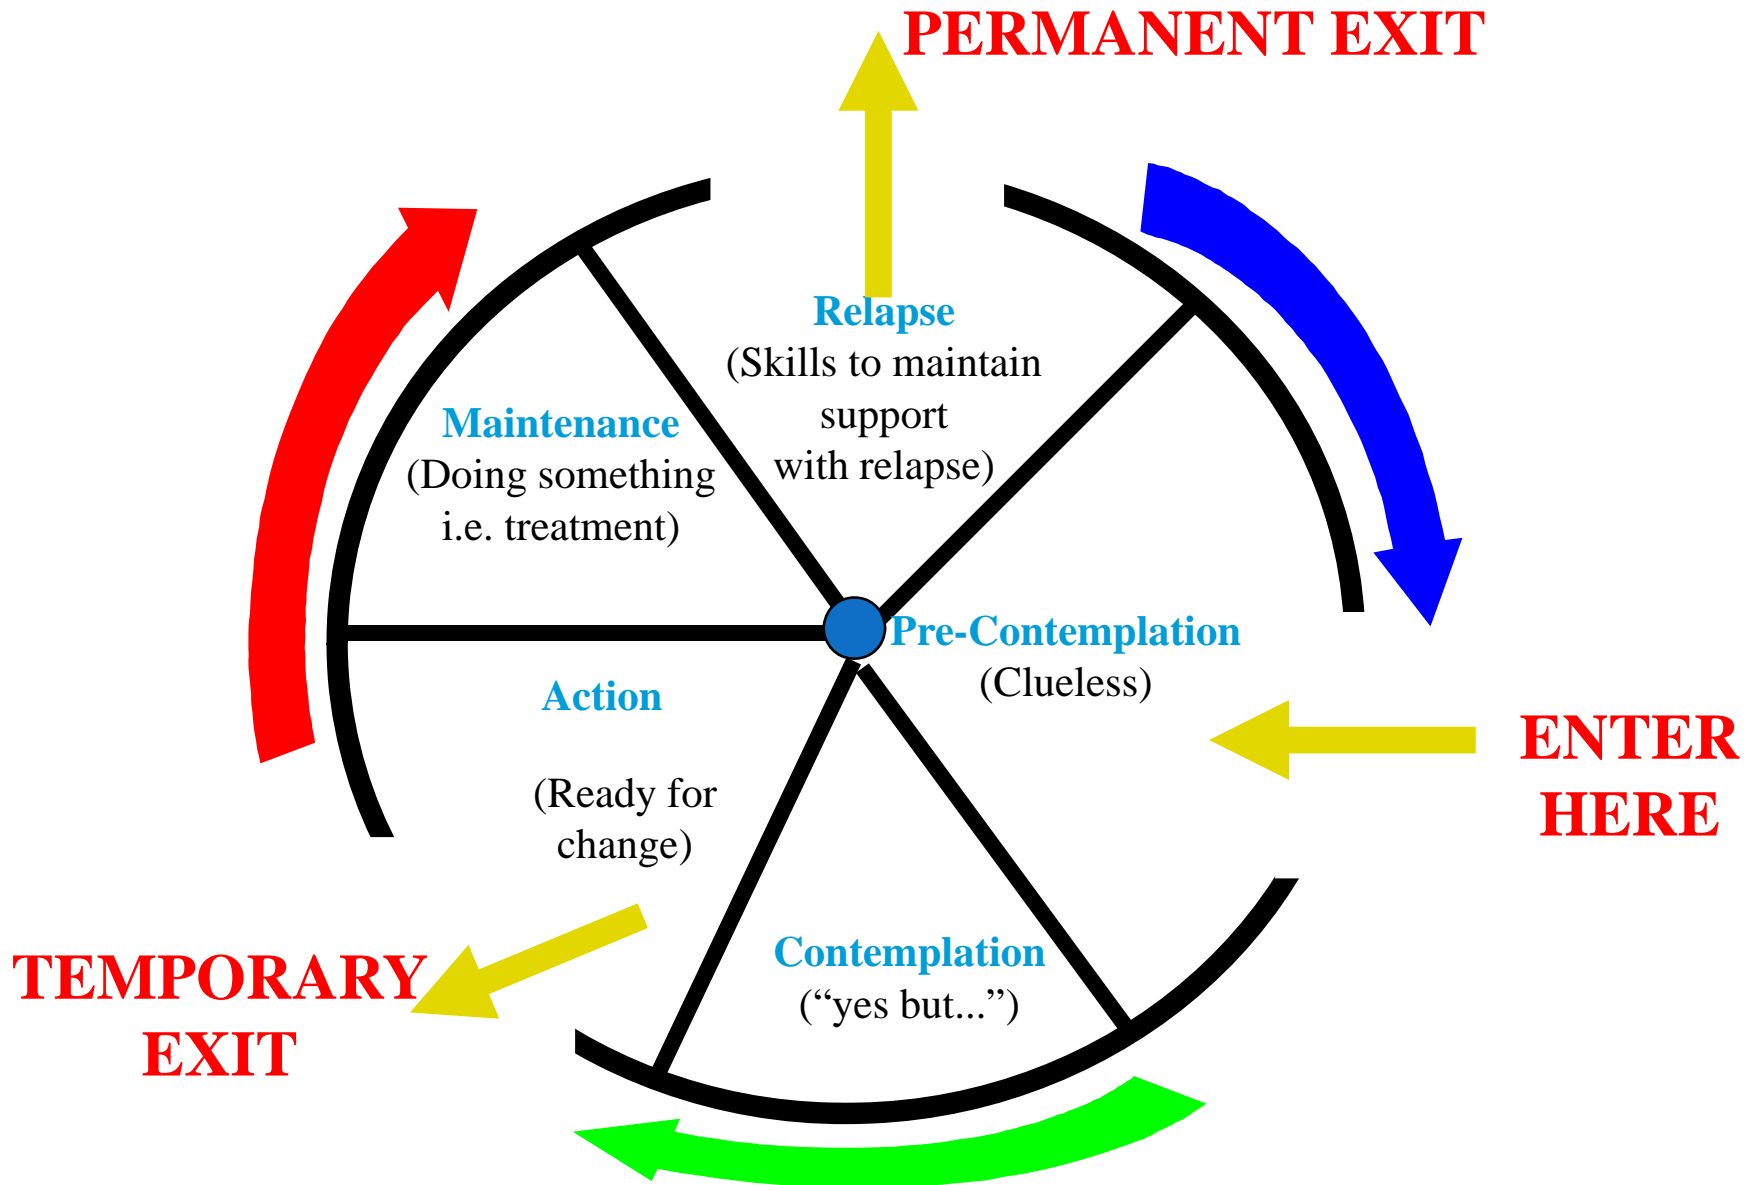 PERMANENT EXIT
Relapse
(Skills to maintain
support
with relapse)
Maintenance
(Doing something
i.e. treatment)
Pre-Contemplation
(Clueless)
Action
(Ready for
change)
ENTER
HERE
Contemplation
(“yes but...”)
TEMPORARY
EXIT